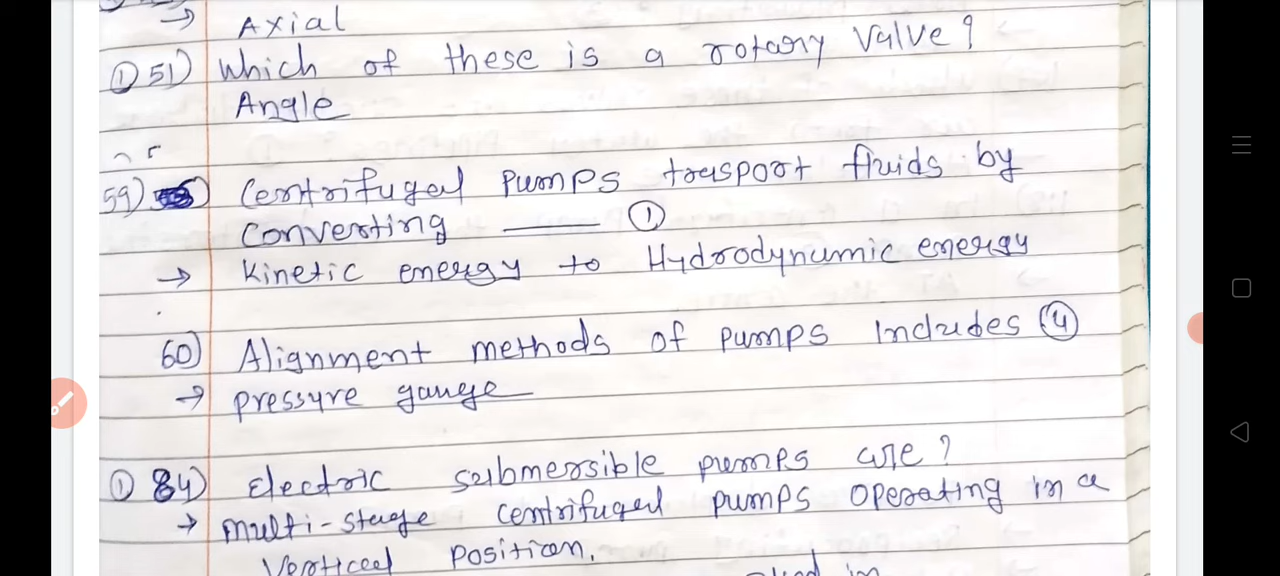 → Axial
① 51) Which of these is a rotary Valve?
Angle
59) Centrifugal Pumps trasport fluids by
Converting —— ①
→ Kinetic energy to Hydrodynamic energy
60) Alignment methods of pumps Includes ④
→ pressure gauge
① 84) Electric submersible pumps are?
→ multi-stage centrifugal pumps operating in a
Vertical position.
in